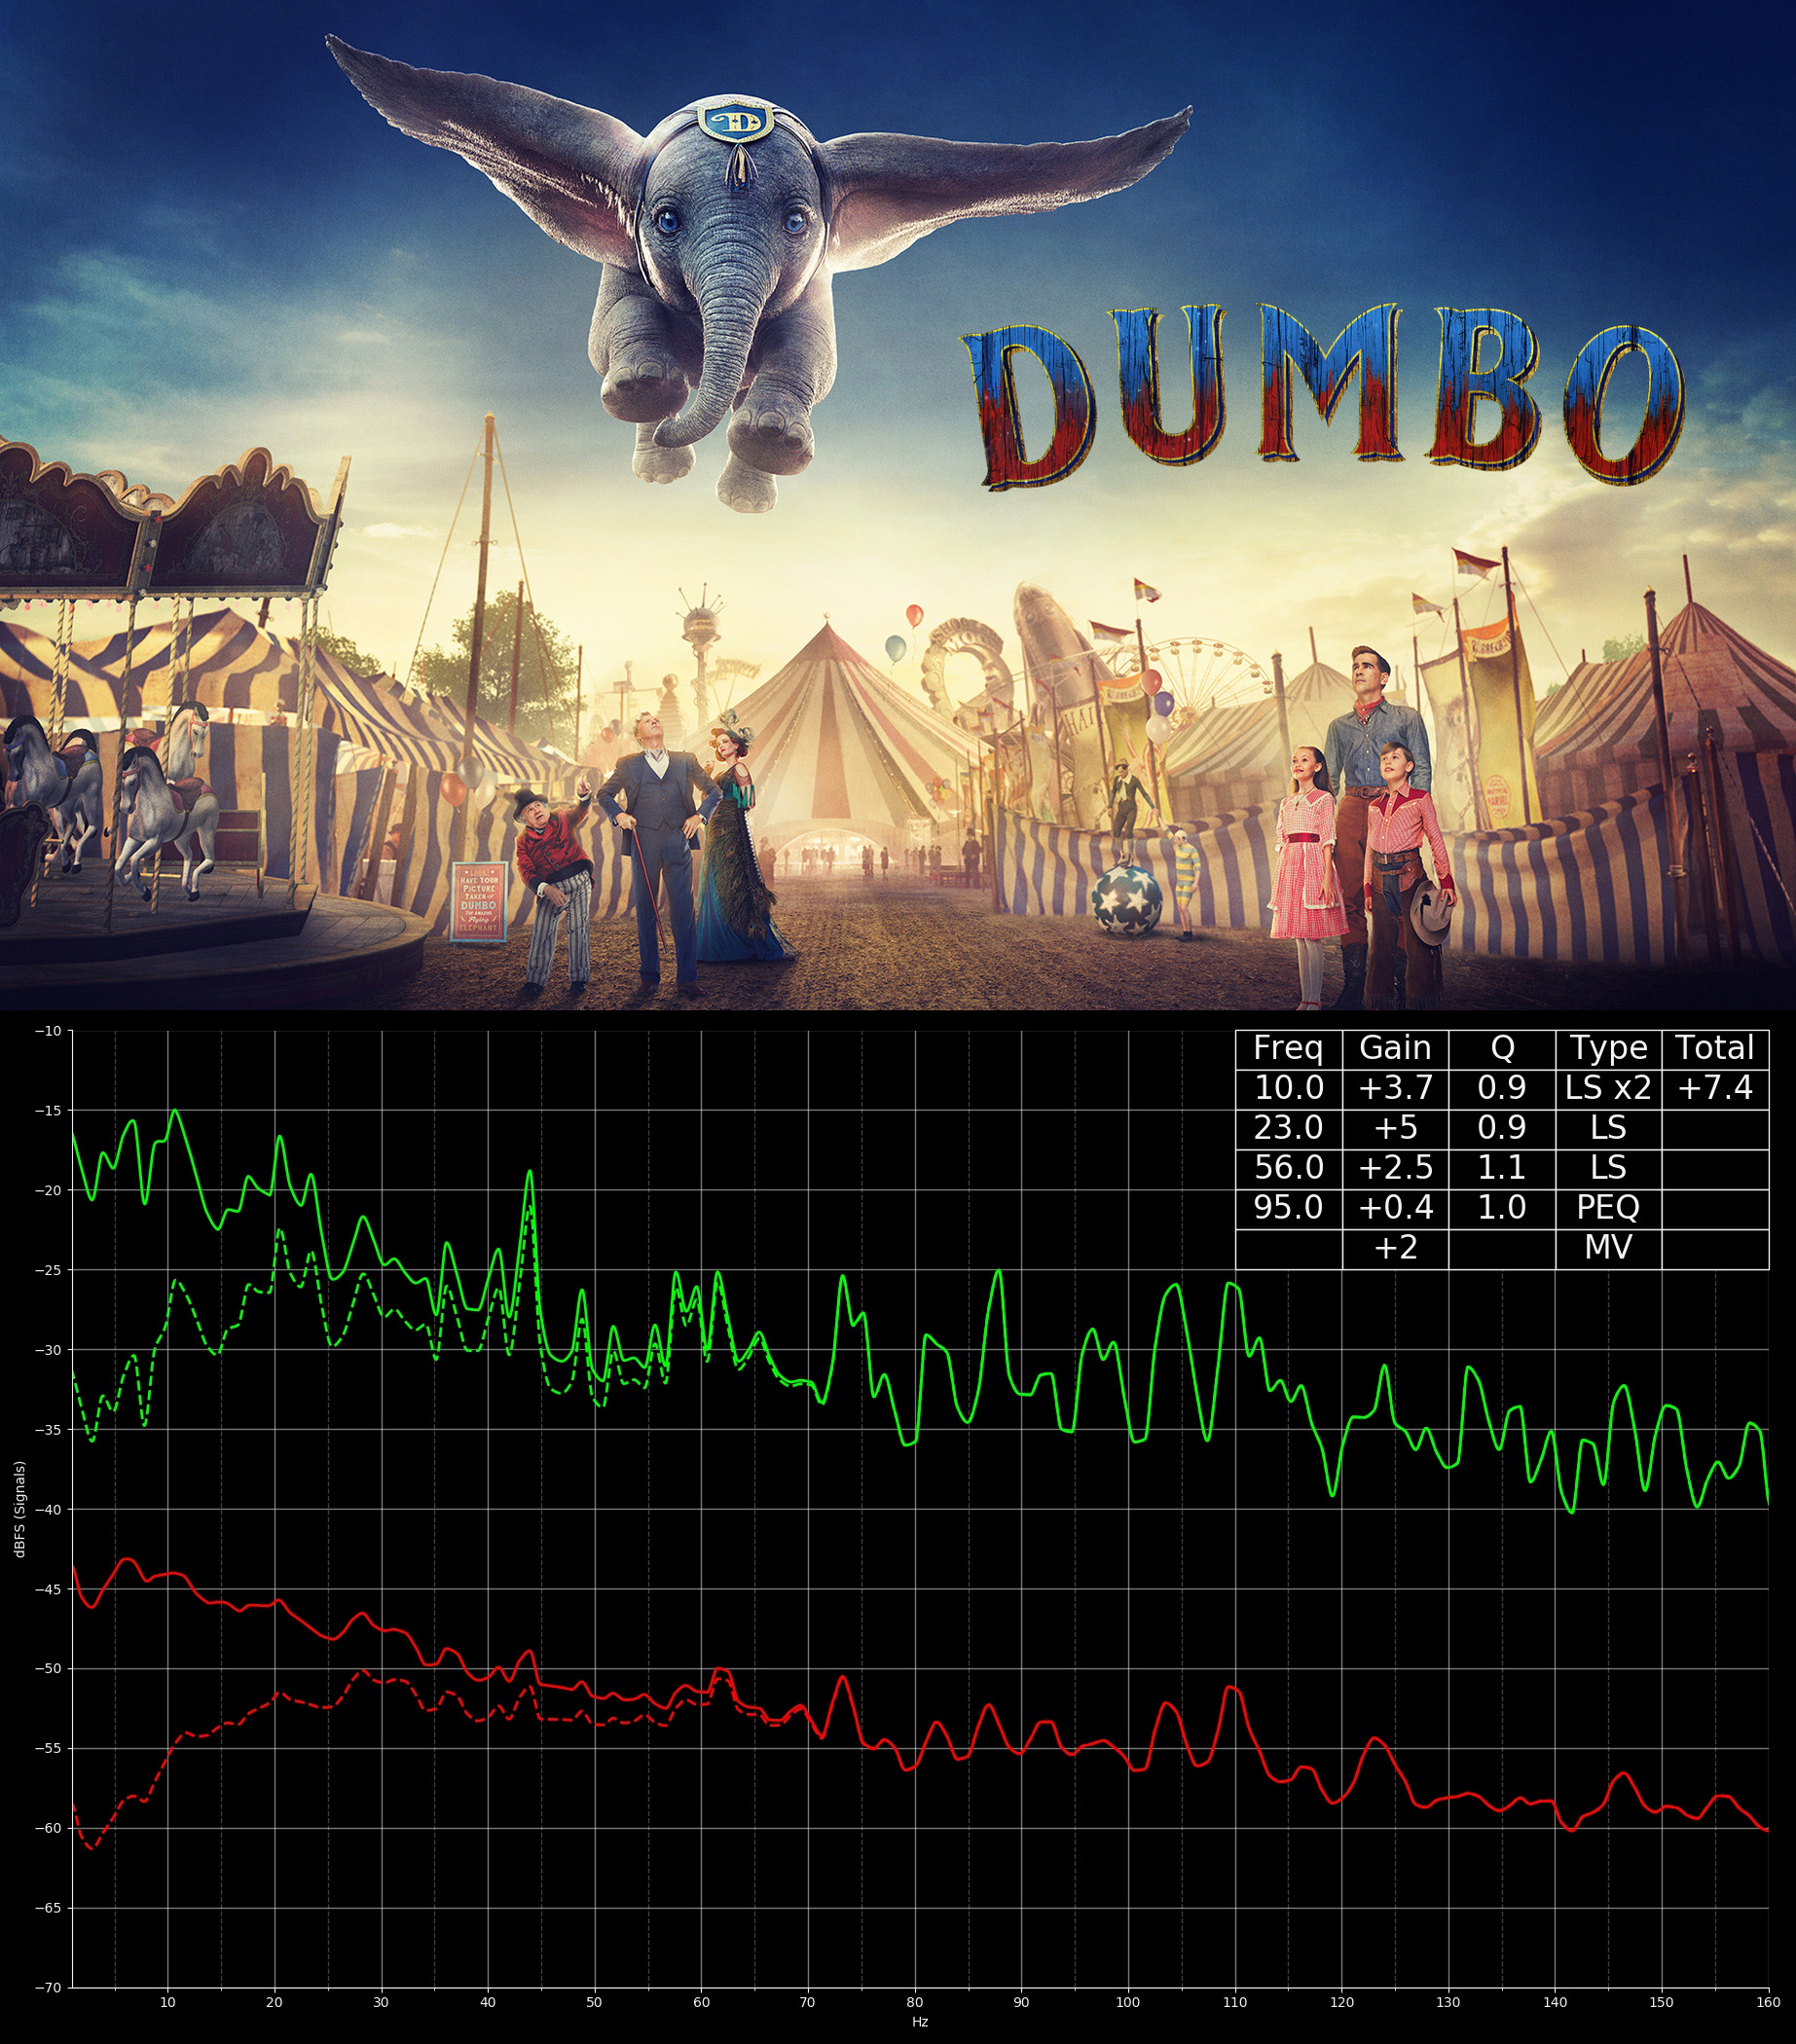 D
DUMBO
LOOK!
HAVE YOUR
PICTURE
TAKEN WITH
DUMBO
THE AMAZING
Flying
ELEPHANT
Freq Gain Q Type Total
10.0 +3.7 0.9 LS x2 +7.4
23.0 +5 0.9 LS
56.0 +2.5 1.1 LS
95.0 +0.4 1.0 PEQ
+2 MV
−10
−15
−20
−25
−30
−35
−40
−45
−50
−55
−60
−65
−70
dBFS (Signals)
10 20 30 40 50 60 70 80 90 100 110 120 130 140 150 160
Hz